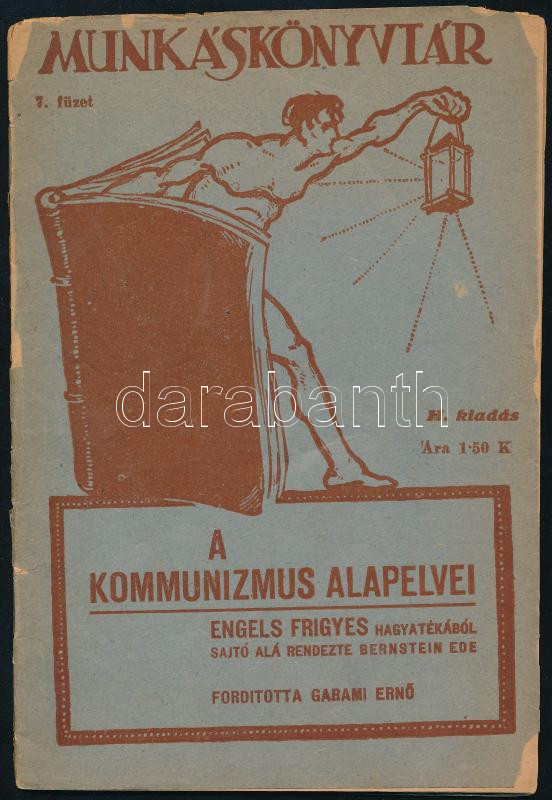 MUNKÁSKÖNYVTÁR
7. füzet
darabanth
II. kiadás
Ára 1·50 K
A
KOMMUNIZMUS ALAPELVEI
ENGELS FRIGYES HAGYATÉKÁBÓL
SAJTÓ ALÁ RENDEZTE BERNSTEIN EDE
FORDITOTTA GARAMI ERNŐ